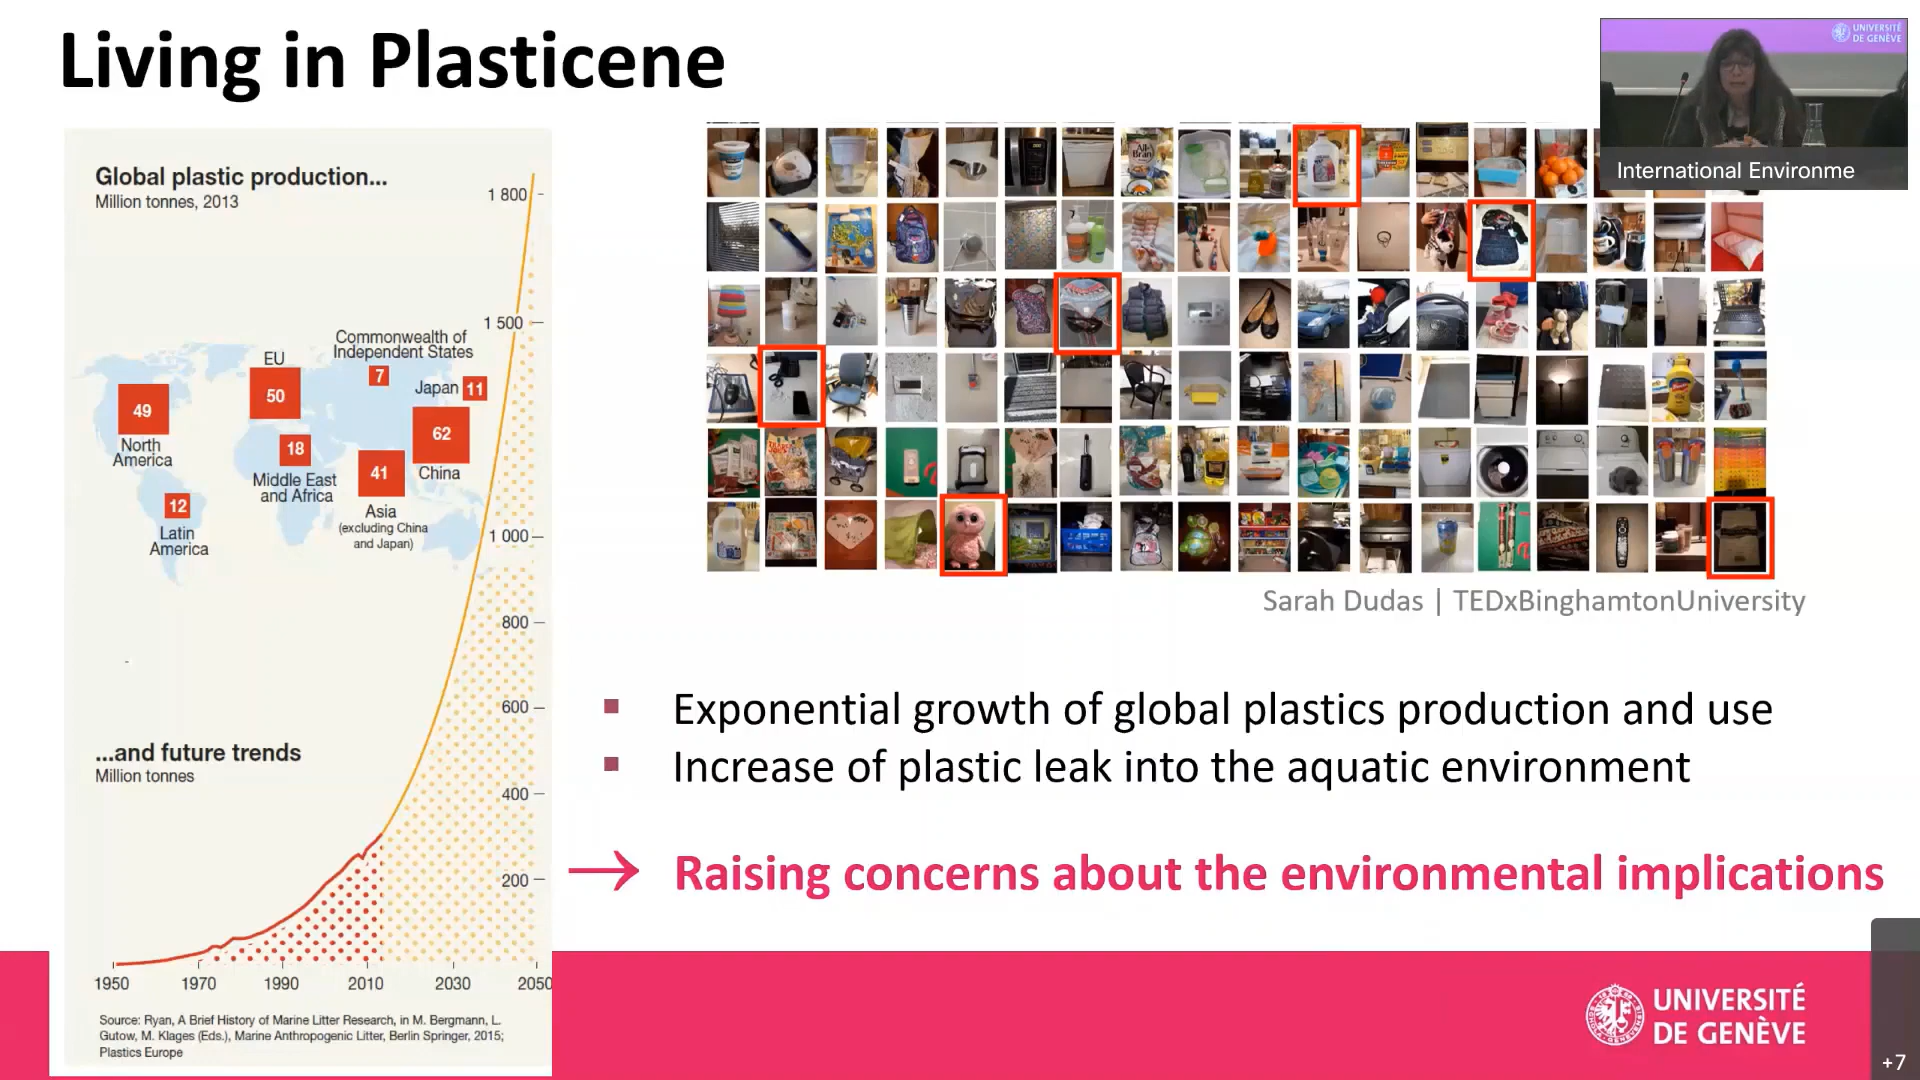 Living in Plasticene
UNIVERSITÉ
DE GENÈVE
International Environme
Global plastic production...
Million tonnes, 2013
1 800
1 500
1 000
800
600
400
200
Commonwealth of
Independent States
7
EU
50
Japan 11
49
North
America
62
China
18
Middle East
and Africa
41
Asia
(excluding China
and Japan)
12
Latin
America
...and future trends
Million tonnes
1950 1970 1990 2010 2030 2050
Source: Ryan, A Brief History of Marine Litter Research, in M. Bergmann, L.
Gutow, M. Klages (Eds.), Marine Anthropogenic Litter, Berlin Springer, 2015;
Plastics Europe
All-
Bran
Sarah Dudas | TEDxBinghamtonUniversity
Exponential growth of global plastics production and use
Increase of plastic leak into the aquatic environment
→ Raising concerns about the environmental implications
UNIVERSITÉ
DE GENÈVE
+7